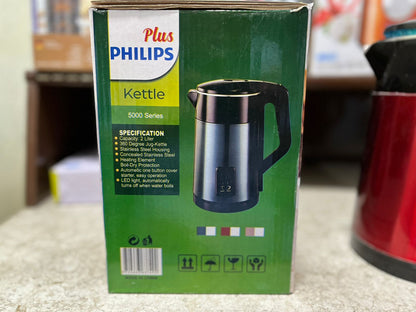 Plus
PHILIPS
Kettle
5000 Series
SPECIFICATION
Capacity: 2 Liter
360 Degree Jug-Kettle
Stainless Steel Housing
Concealed Stainless Steel
Heating Element
Boil-Dry Protection
Automatic one button cover
starter, easy operation
LED light, automatically
turns off when water boils